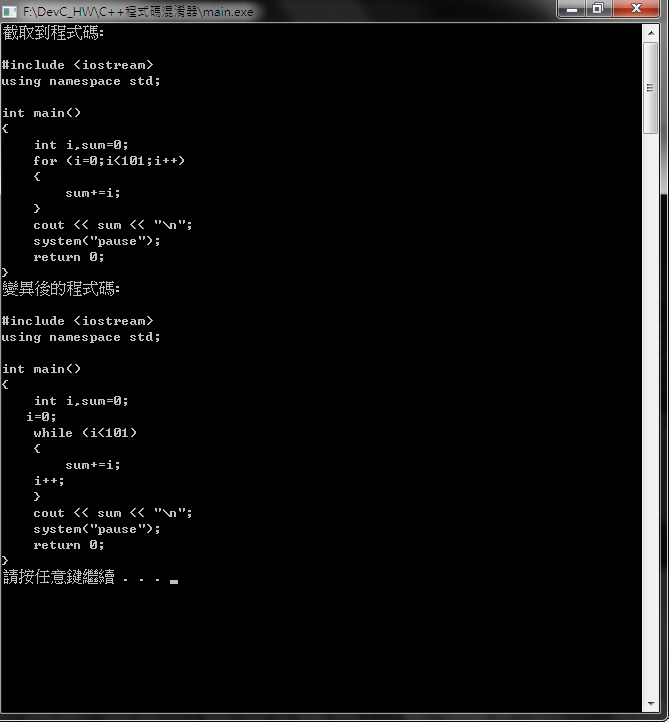 F:\DevC_HW\C++程式碼混淆器\main.exe
截取到程式碼:
#include <iostream>
using namespace std;
int main()
{
    int i,sum=0;
    for (i=0;i<101;i++)
    {
        sum+=i;
    }
    cout << sum << "\n";
    system("pause");
    return 0;
}
變異後的程式碼:
#include <iostream>
using namespace std;
int main()
{
    int i,sum=0;
   i=0;
    while (i<101)
    {
        sum+=i;
    i++;
    }
    cout << sum << "\n";
    system("pause");
    return 0;
}
請按任意鍵繼續 . . .